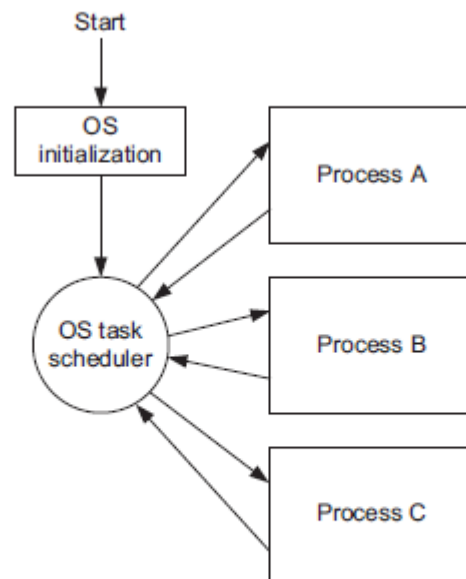 Start
OS
initialization
Process A
OS task
scheduler
Process B
Process C